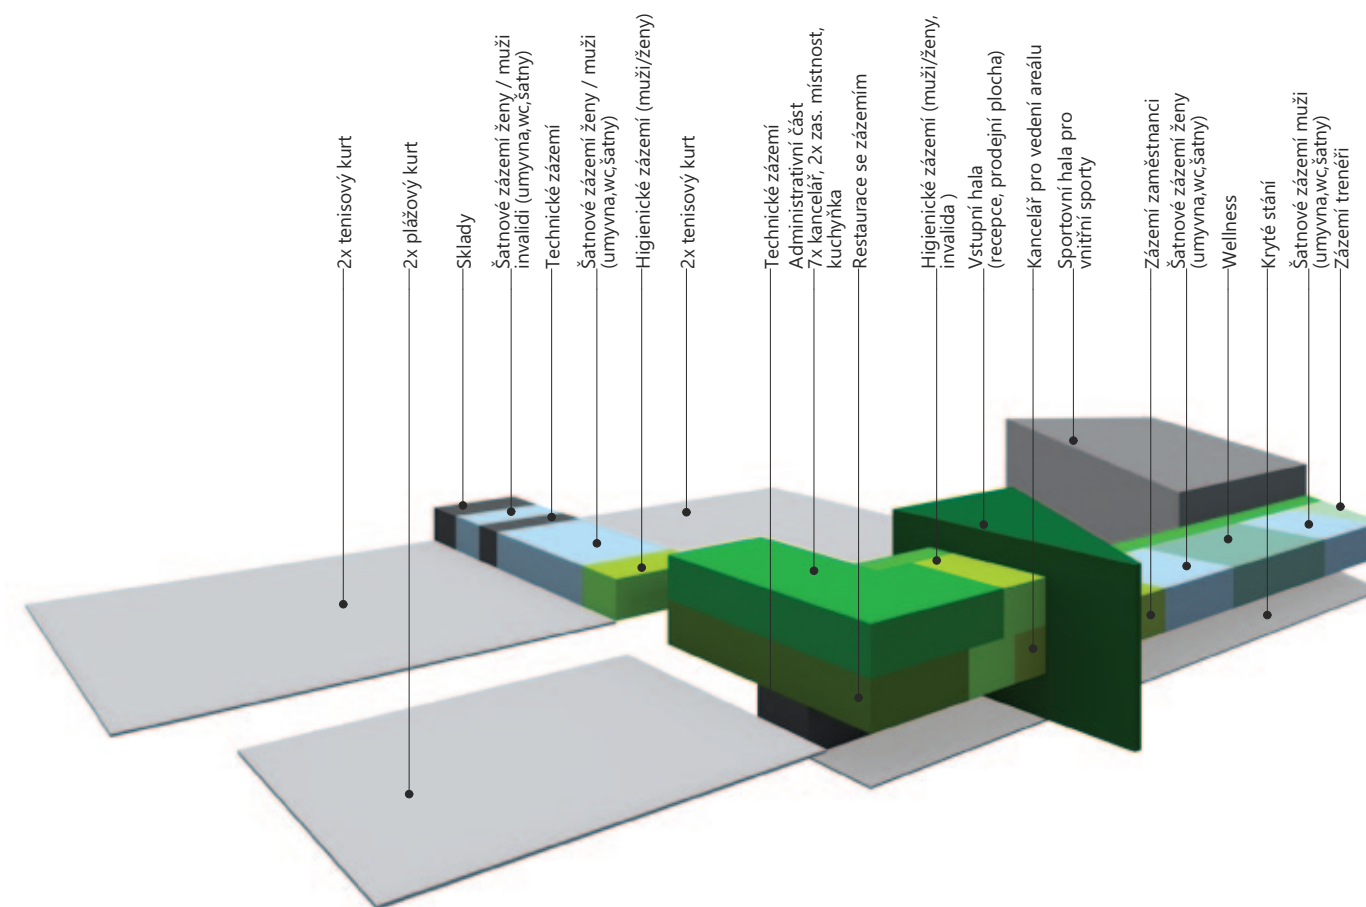 2x tenisový kurt
2x plážový kurt
Sklady
Šatnové zázemí ženy / muži
invalidí (umyvna,wc,šatny)
Technické zázemí
Šatnové zázemí ženy / muži
(umyvna,wc,šatny)
Higienické zázemí (muži/ženy)
2x tenisový kurt
Technické zázemí
Administrativní část
7x kancelář, 2x zas. místnost,
kuchyňka
Restaurace se zázemím
Higienické zázemí (muži/ženy,
invalida )
Vstupní hala
(recepce, prodejní plocha)
Kancelář pro vedení areálu
Sportovní hala pro
vnitřní sporty
Zázemí zaměstnanci
Šatnové zázemí ženy
(umyvna,wc,šatny)
Wellness
Kryté stání
Šatnové zázemí muži
(umyvna,wc,šatny)
Zázemí trenéři